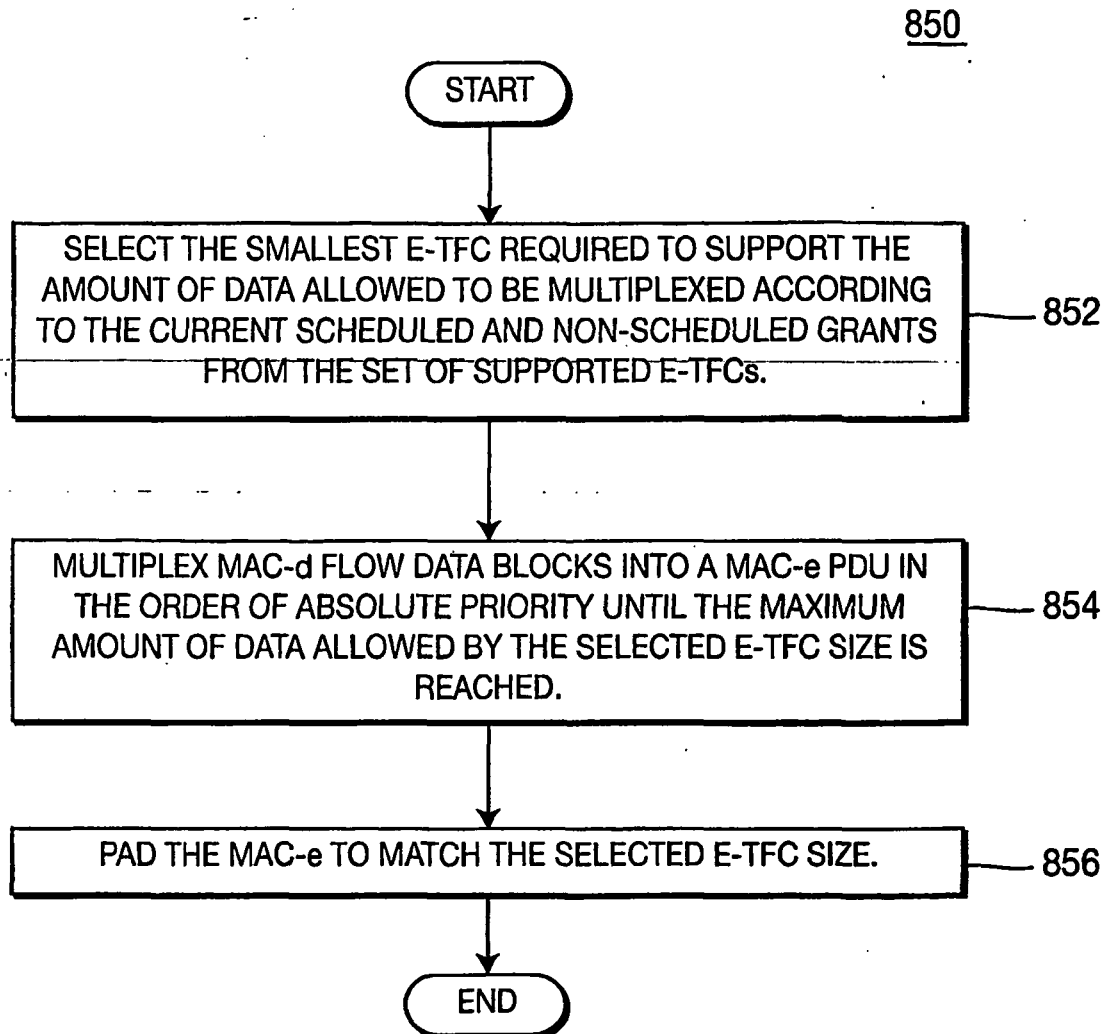 850
START
SELECT THE SMALLEST E-TFC REQUIRED TO SUPPORT THE
AMOUNT OF DATA ALLOWED TO BE MULTIPLEXED ACCORDING
TO THE CURRENT SCHEDULED AND NON-SCHEDULED GRANTS
FROM THE SET OF SUPPORTED E-TFCs.
852
MULTIPLEX MAC-d FLOW DATA BLOCKS INTO A MAC-e PDU IN
THE ORDER OF ABSOLUTE PRIORITY UNTIL THE MAXIMUM
AMOUNT OF DATA ALLOWED BY THE SELECTED E-TFC SIZE IS
REACHED.
854
PAD THE MAC-e TO MATCH THE SELECTED E-TFC SIZE.
856
END